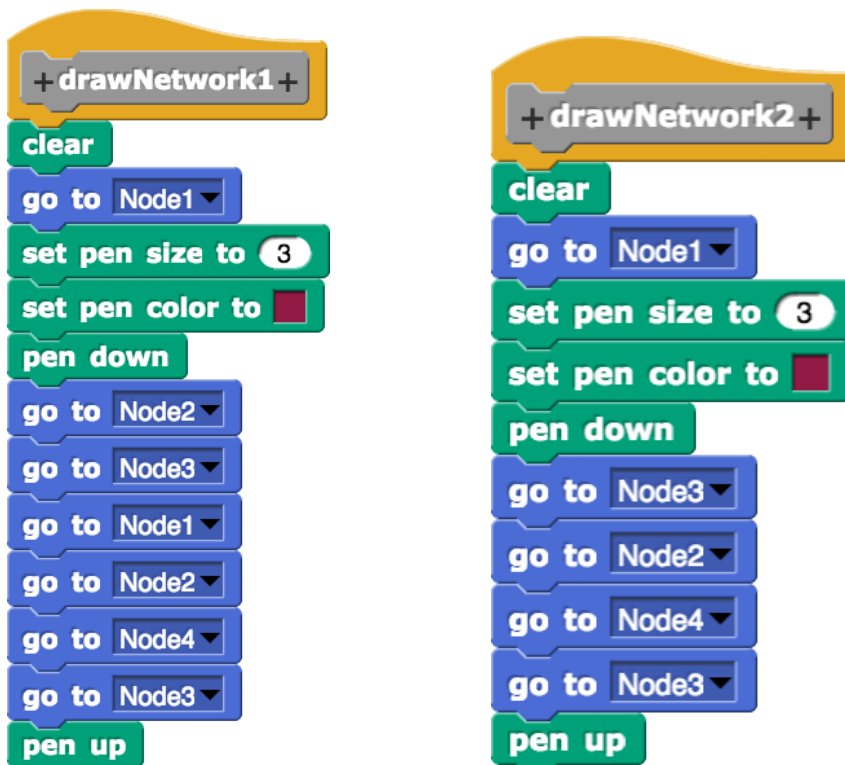 +drawNetwork1+
clear
go to Node1
set pen size to 3
set pen color to
pen down
go to Node2
go to Node3
go to Node1
go to Node2
go to Node4
go to Node3
pen up
+drawNetwork2+
clear
go to Node1
set pen size to 3
set pen color to
pen down
go to Node3
go to Node2
go to Node4
go to Node3
pen up